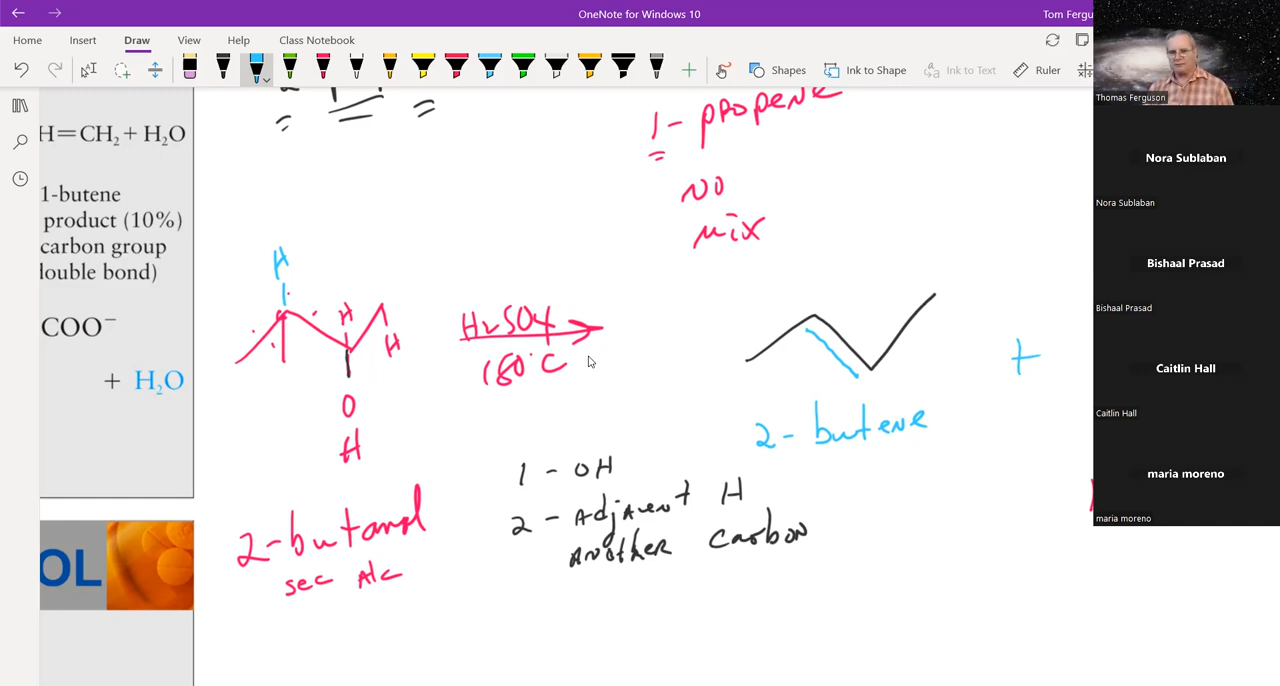 OneNote for Windows 10
Tom Fergu
Home
Insert
Draw
View
Help
Class Notebook
Shapes
Ink to Shape
Ink to Text
Ruler
Thomas Ferguson
Nora Sublaban
Nora Sublaban
Bishaal Prasad
Bishaal Prasad
Caitlin Hall
Caitlin Hall
maria moreno
maria moreno
H=CH₂ + H₂O
1-butene
product (10%)
carbon group
double bond)
COO⁻
+ H₂O
OL
1- propene
NO
mix
H
H
H
O
H
H₂SO4
180°C
+
2- butene
1 - OH
2 - Adjacent H
Another carbon
2-butanol
sec Alc